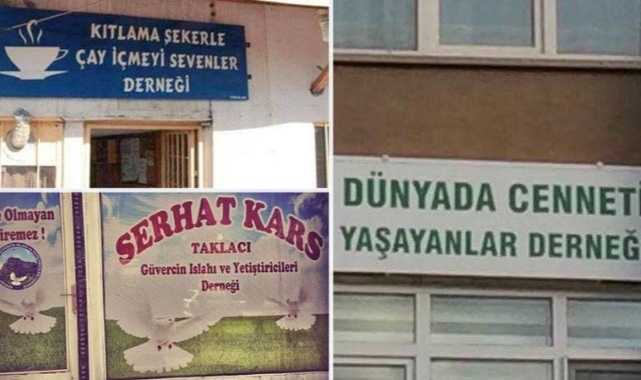 KITLAMA ŞEKERLE
ÇAY İÇMEYİ SEVENLER
DERNEĞİ
Olmayan
iremez !
SERHAT KARS
TAKLACI
Güvercin Islahı ve Yetiştiricileri
Derneği
DÜNYADA CENNETİ
YAŞAYANLAR DERNEĞ